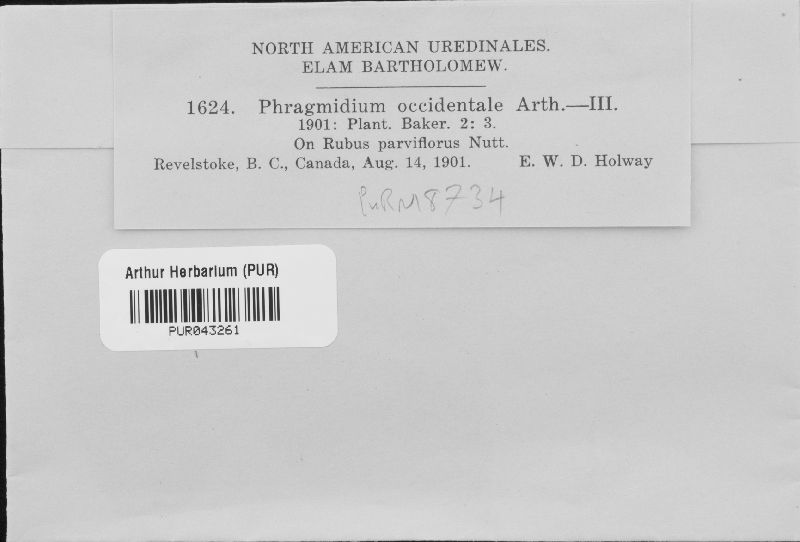 NORTH AMERICAN UREDINALES.
ELAM BARTHOLOMEW.
1624. Phragmidium occidentale Arth.—III.
1901: Plant. Baker. 2: 3.
On Rubus parviflorus Nutt.
Revelstoke, B. C., Canada, Aug. 14, 1901. E. W. D. Holway
PuRM8734
Arthur Herbarium (PUR)
PUR043261